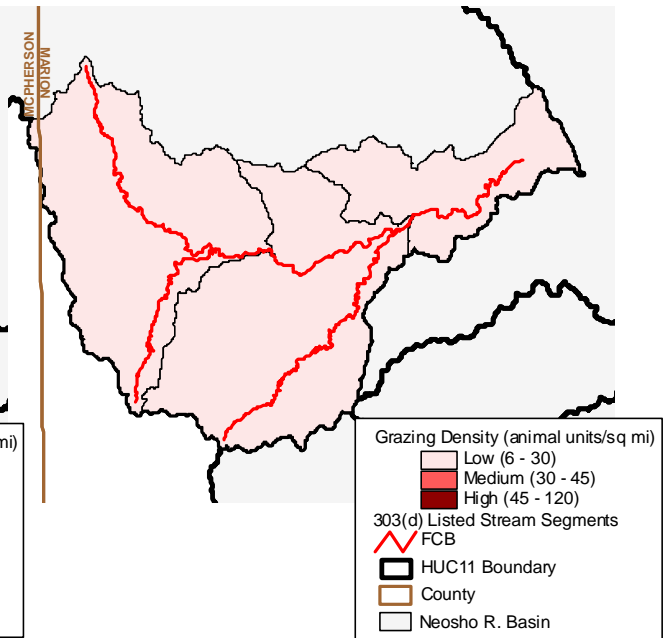 MCPHERSON
MARION
mi)
Grazing Density (animal units/sq mi)
Low (6 - 30)
Medium (30 - 45)
High (45 - 120)
303(d) Listed Stream Segments
FCB
HUC11 Boundary
County
Neosho R. Basin